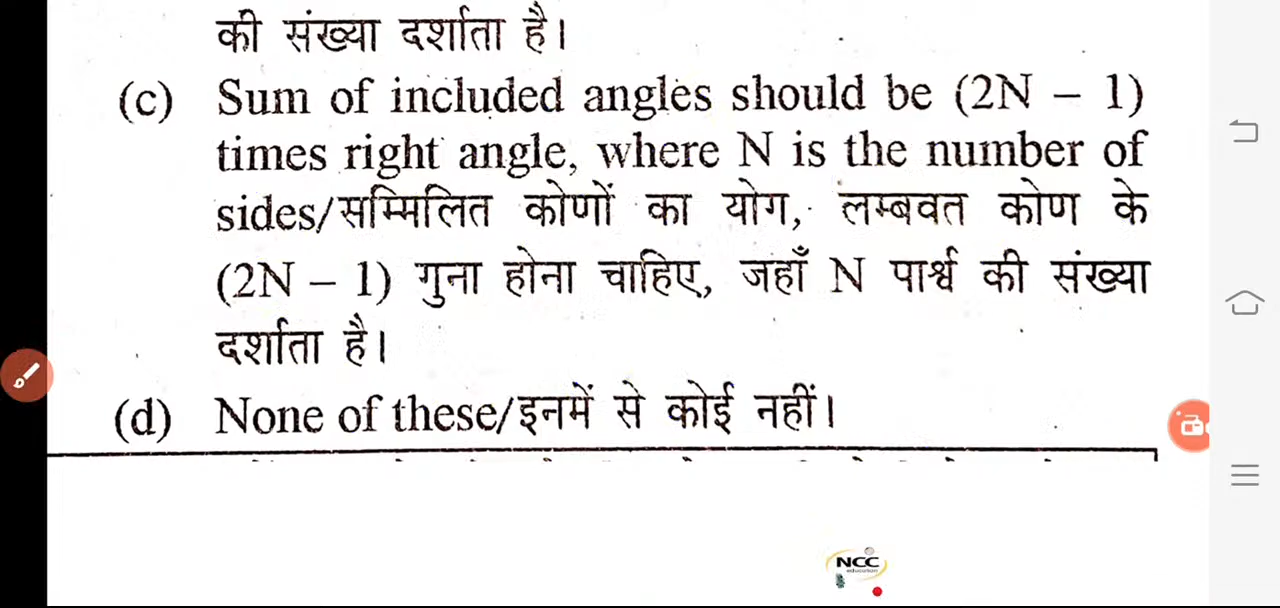 की संख्या दर्शाता है।
(c) Sum of included angles should be (2N – 1)
times right angle, where N is the number of
sides/सम्मिलित कोणों का योग, लम्बवत कोण के
(2N – 1) गुना होना चाहिए, जहाँ N पार्श्व की संख्या
दर्शाता है।
(d) None of these/इनमें से कोई नहीं।
NCC
education